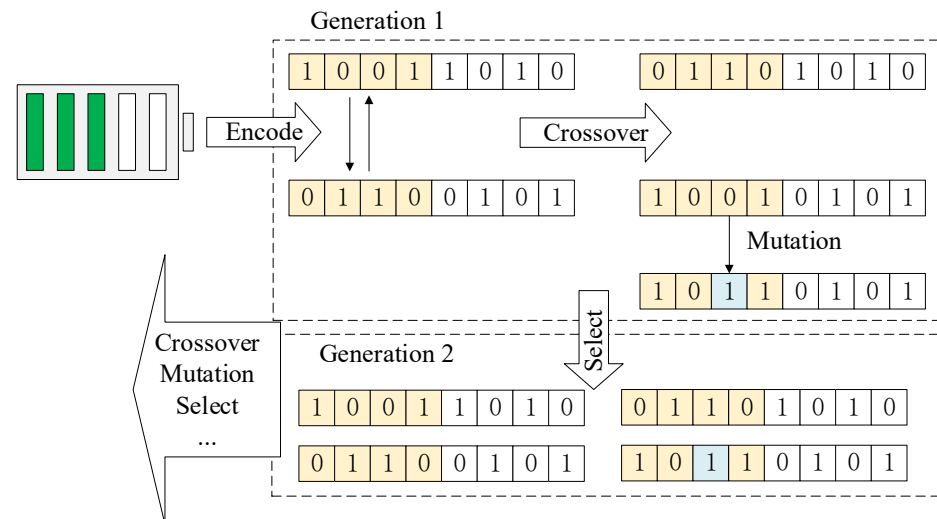 Generation 1
1 0 0 1 1 0 1 0
0 1 1 0 1 0 1 0
Encode
Crossover
0 1 1 0 0 1 0 1
1 0 0 1 0 1 0 1
Mutation
1 0 1 1 0 1 0 1
Select
Generation 2
Crossover
Mutation
Select
...
1 0 0 1 1 0 1 0
0 1 1 0 1 0 1 0
0 1 1 0 0 1 0 1
1 0 1 1 0 1 0 1